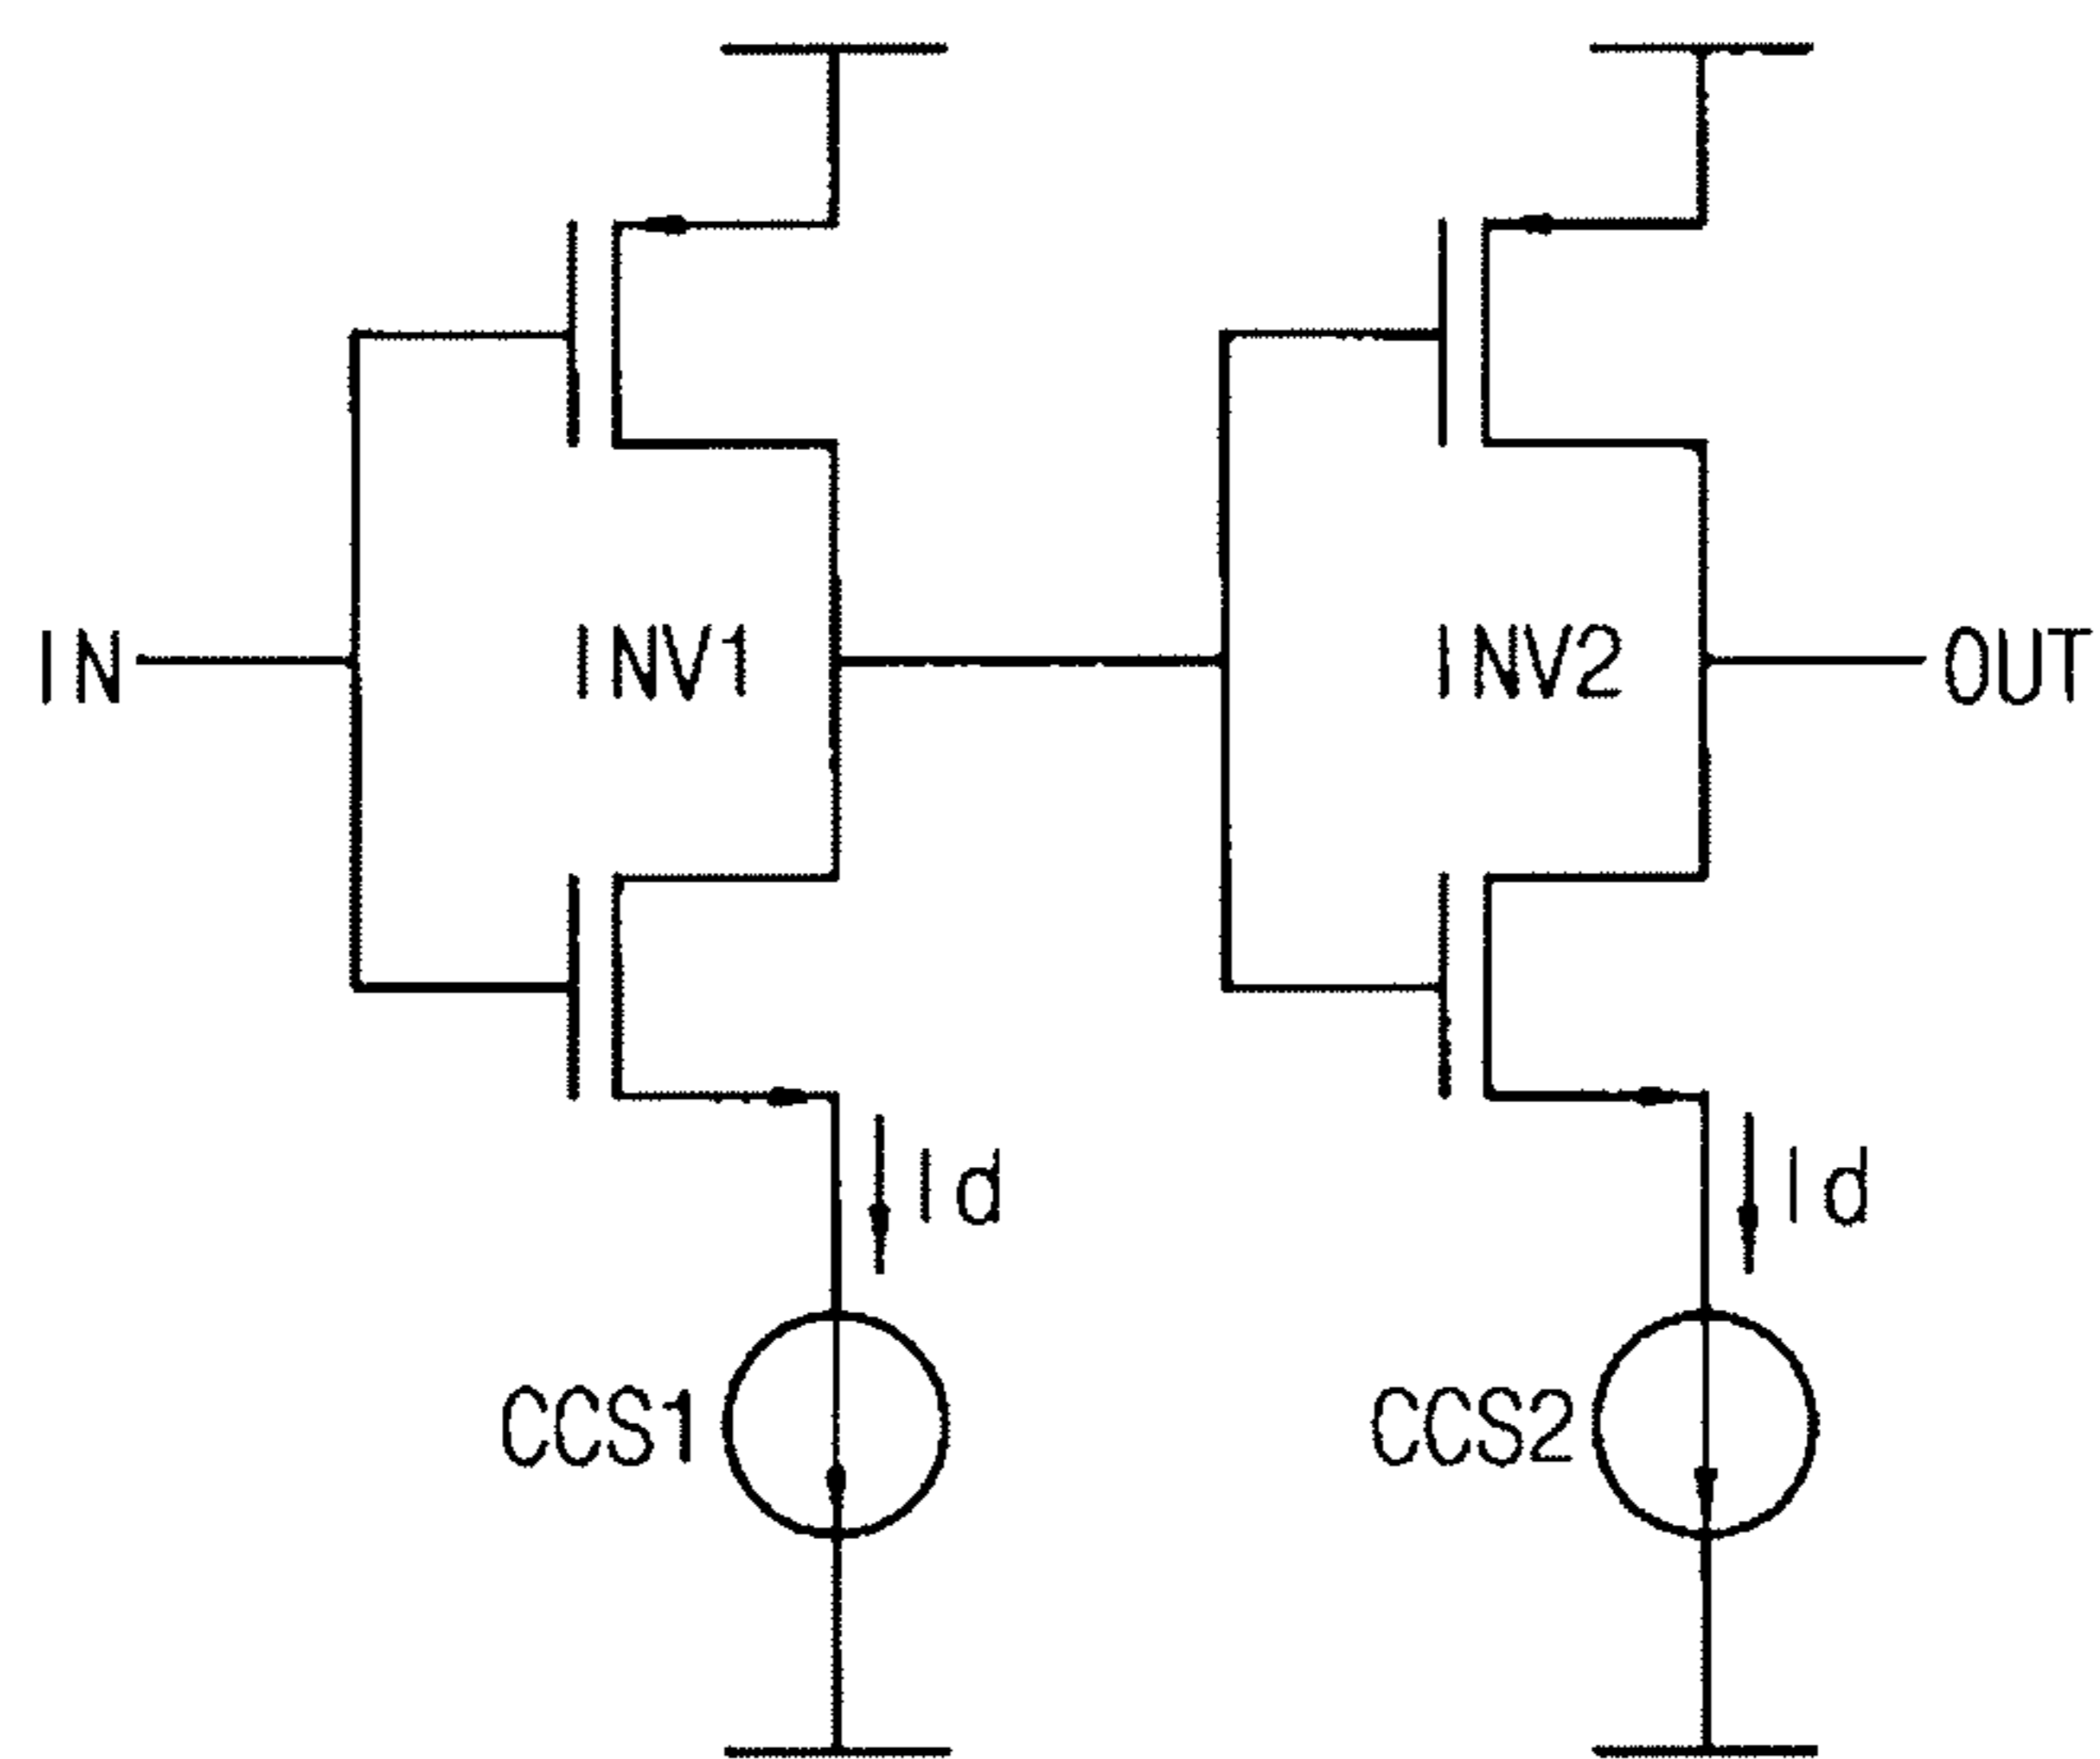 IN
INV1
INV2
OUT
Id
Id
CCS1
CCS2